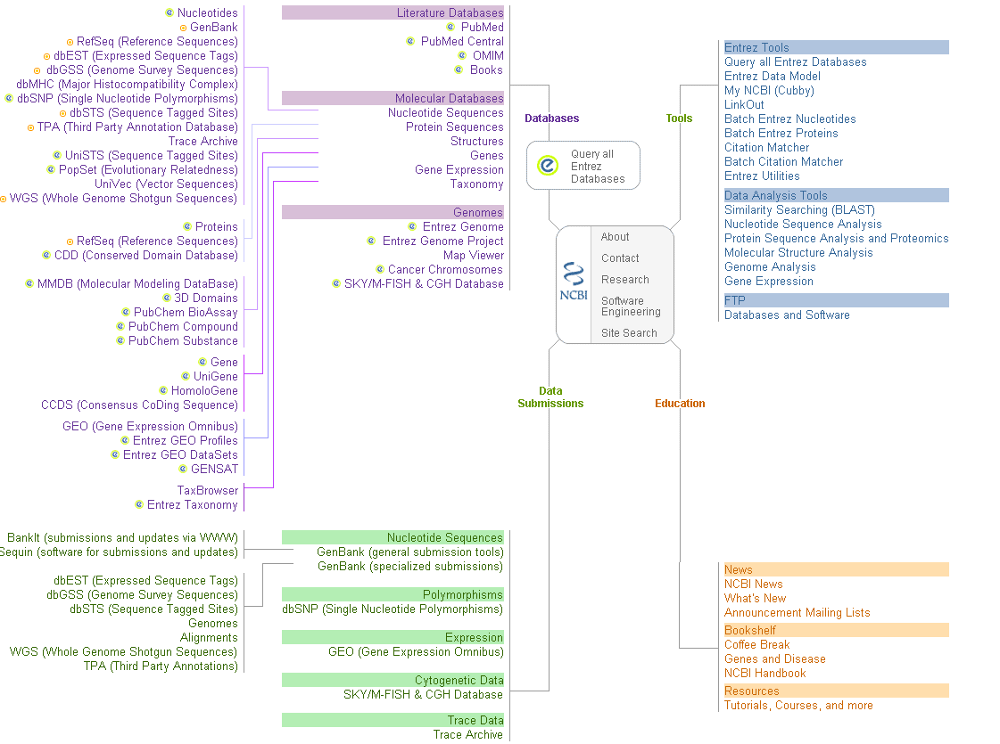 Nucleotides
GenBank
RefSeq (Reference Sequences)
dbEST (Expressed Sequence Tags)
dbGSS (Genome Survey Sequences)
dbMHC (Major Histocompatibility Complex)
dbSNP (Single Nucleotide Polymorphisms)
dbSTS (Sequence Tagged Sites)
TPA (Third Party Annotation Database)
Trace Archive
UniSTS (Sequence Tagged Sites)
PopSet (Evolutionary Relatedness)
UniVec (Vector Sequences)
WGS (Whole Genome Shotgun Sequences)
Proteins
RefSeq (Reference Sequences)
CDD (Conserved Domain Database)
MMDB (Molecular Modeling DataBase)
3D Domains
PubChem BioAssay
PubChem Compound
PubChem Substance
Gene
UniGene
HomoloGene
CCDS (Consensus CoDing Sequence)
GEO (Gene Expression Omnibus)
Entrez GEO Profiles
Entrez GEO DataSets
GENSAT
TaxBrowser
Entrez Taxonomy
Literature Databases
PubMed
PubMed Central
OMIM
Books
Molecular Databases
Nucleotide Sequences
Protein Sequences
Structures
Genes
Gene Expression
Taxonomy
Genomes
Entrez Genome
Entrez Genome Project
Map Viewer
Cancer Chromosomes
SKY/M-FISH & CGH Database
Databases
Query all
Entrez
Databases
NCBI
About
Contact
Research
Software
Engineering
Site Search
Tools
Entrez Tools
Query all Entrez Databases
Entrez Data Model
My NCBI (Cubby)
LinkOut
Batch Entrez Nucleotides
Batch Entrez Proteins
Citation Matcher
Batch Citation Matcher
Entrez Utilities
Data Analysis Tools
Similarity Searching (BLAST)
Nucleotide Sequence Analysis
Protein Sequence Analysis and Proteomics
Molecular Structure Analysis
Genome Analysis
Gene Expression
FTP
Databases and Software
Data
Submissions
Education
BankIt (submissions and updates via WWW)
Sequin (software for submissions and updates)
dbEST (Expressed Sequence Tags)
dbGSS (Genome Survey Sequences)
dbSTS (Sequence Tagged Sites)
Genomes
Alignments
WGS (Whole Genome Shotgun Sequences)
TPA (Third Party Annotations)
Nucleotide Sequences
GenBank (general submission tools)
GenBank (specialized submissions)
Polymorphisms
dbSNP (Single Nucleotide Polymorphisms)
Expression
GEO (Gene Expression Omnibus)
Cytogenetic Data
SKY/M-FISH & CGH Database
Trace Data
Trace Archive
News
NCBI News
What's New
Announcement Mailing Lists
Bookshelf
Coffee Break
Genes and Disease
NCBI Handbook
Resources
Tutorials, Courses, and more